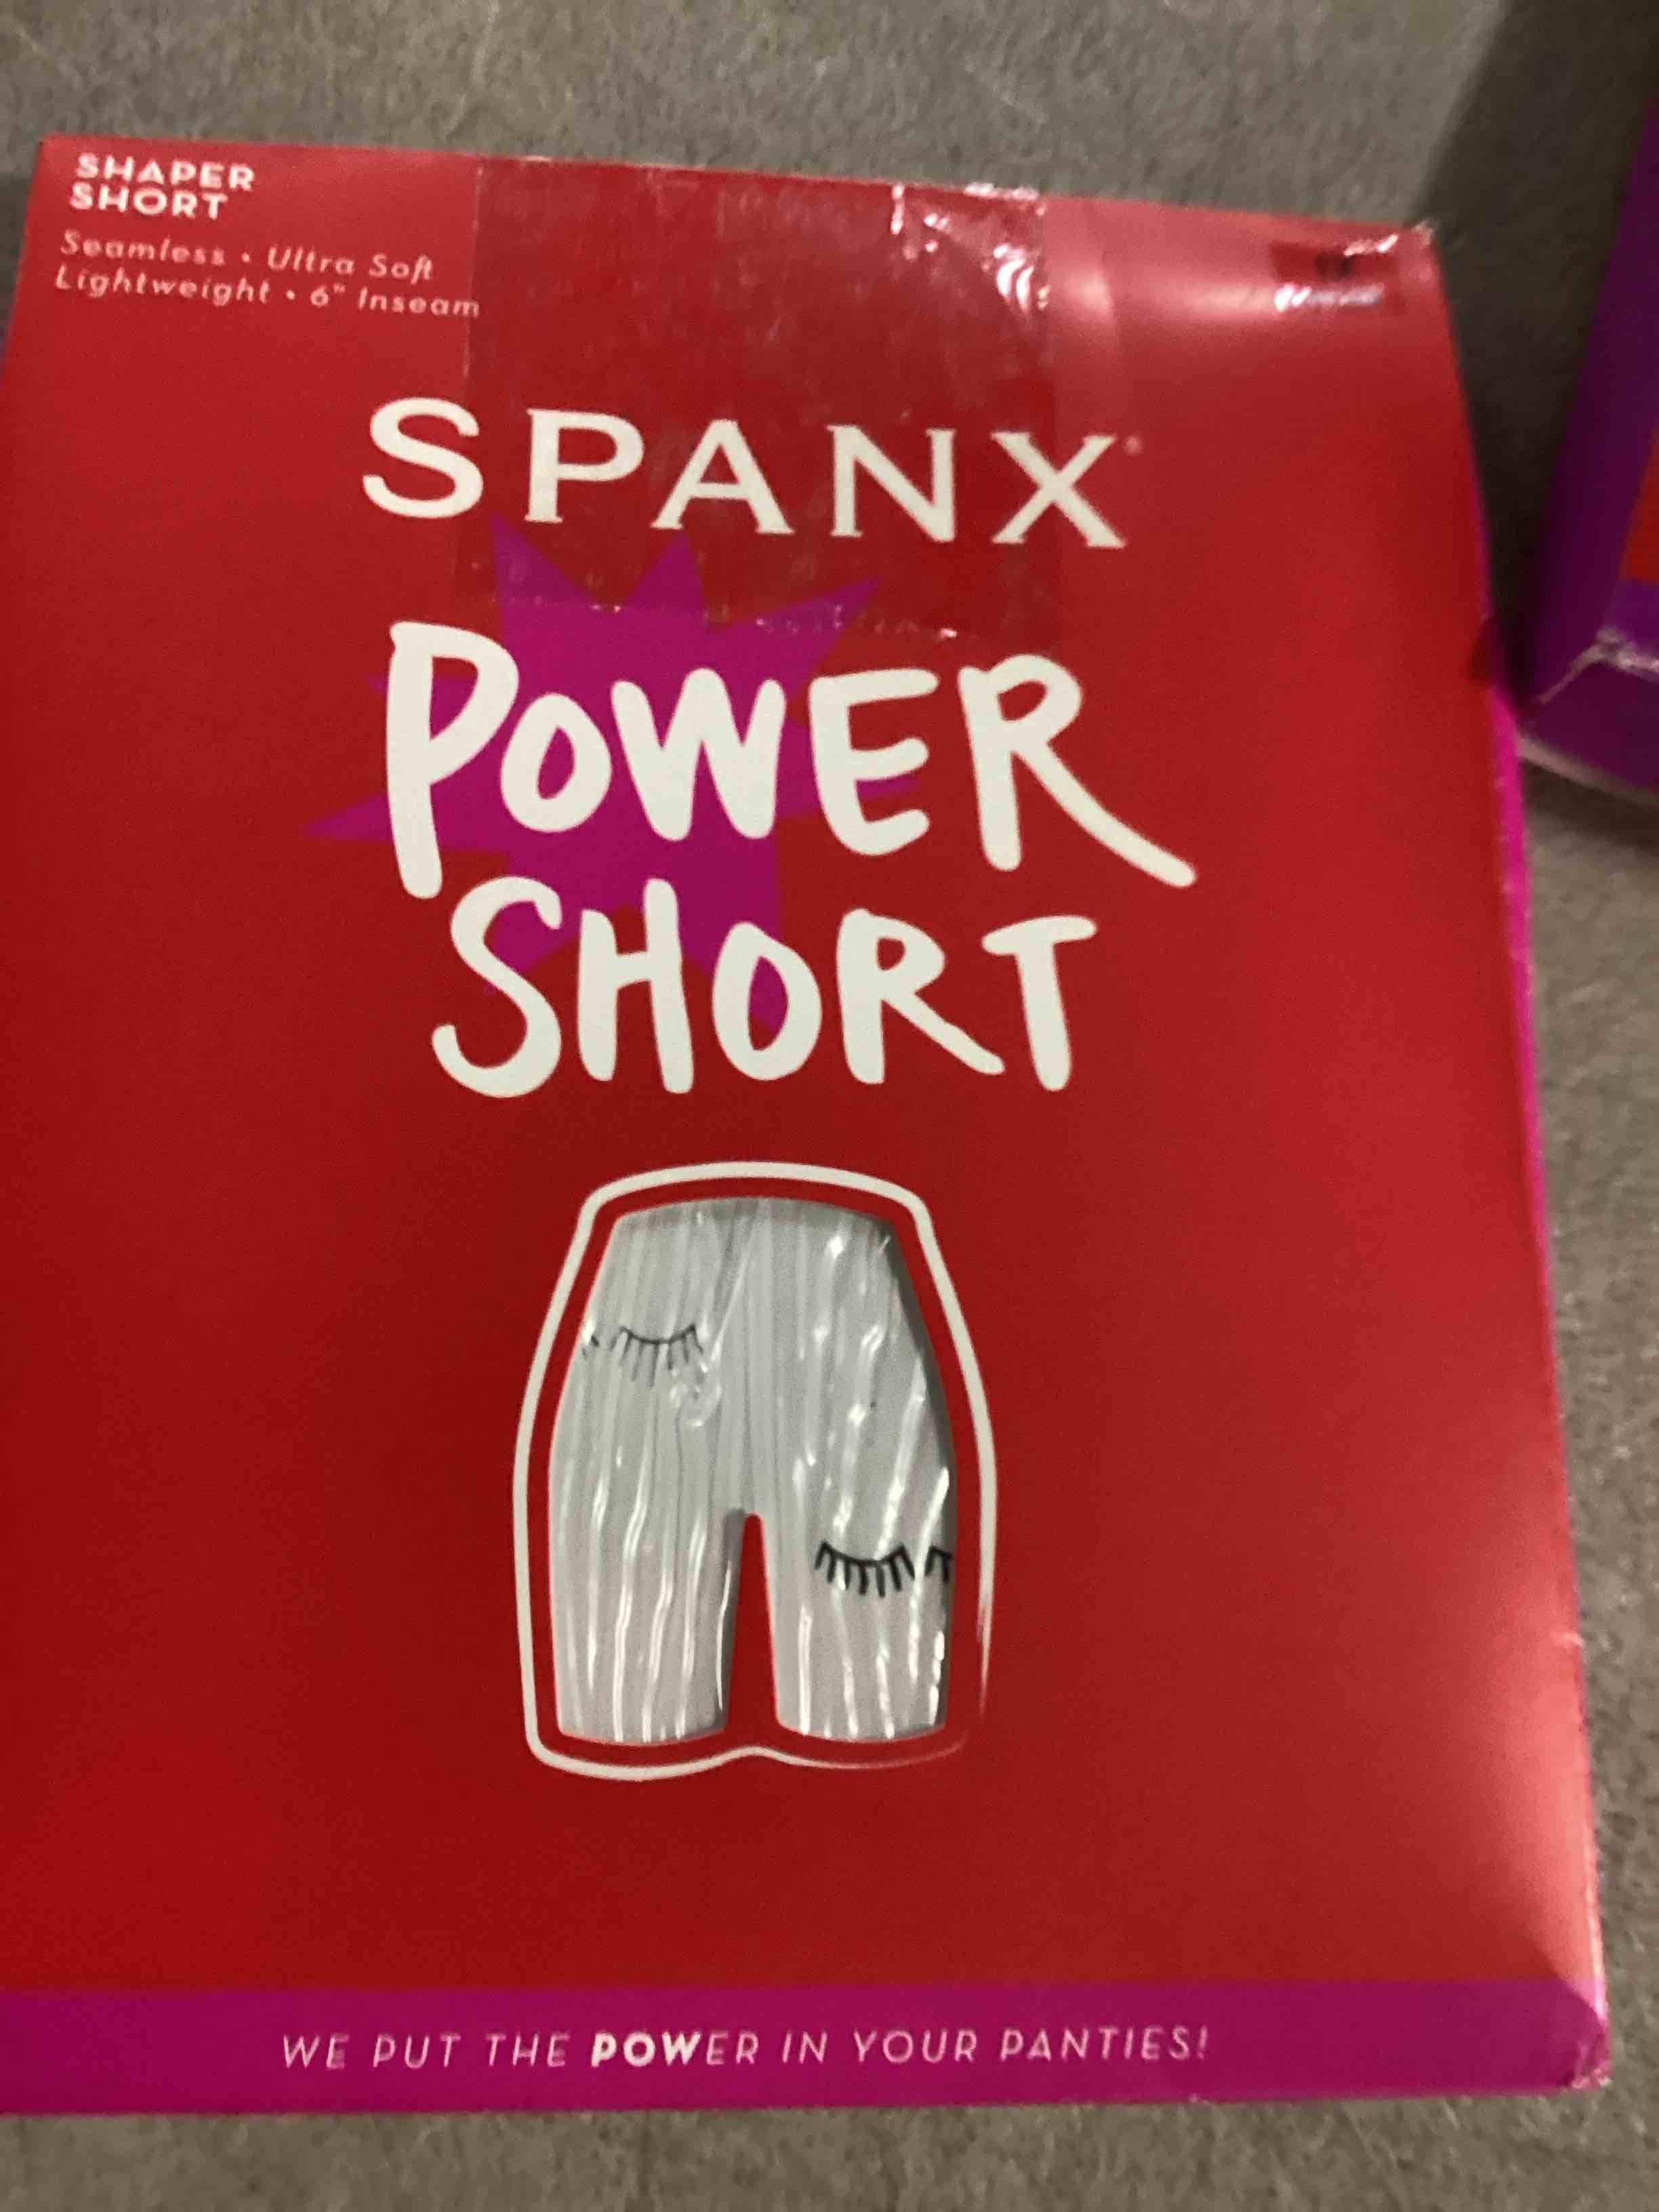 SHAPER
SHORT
Seamless • Ultra Soft
Lightweight • 6" Inseam
SPANX
POWER
SHORT
WE PUT THE POWER IN YOUR PANTIES!